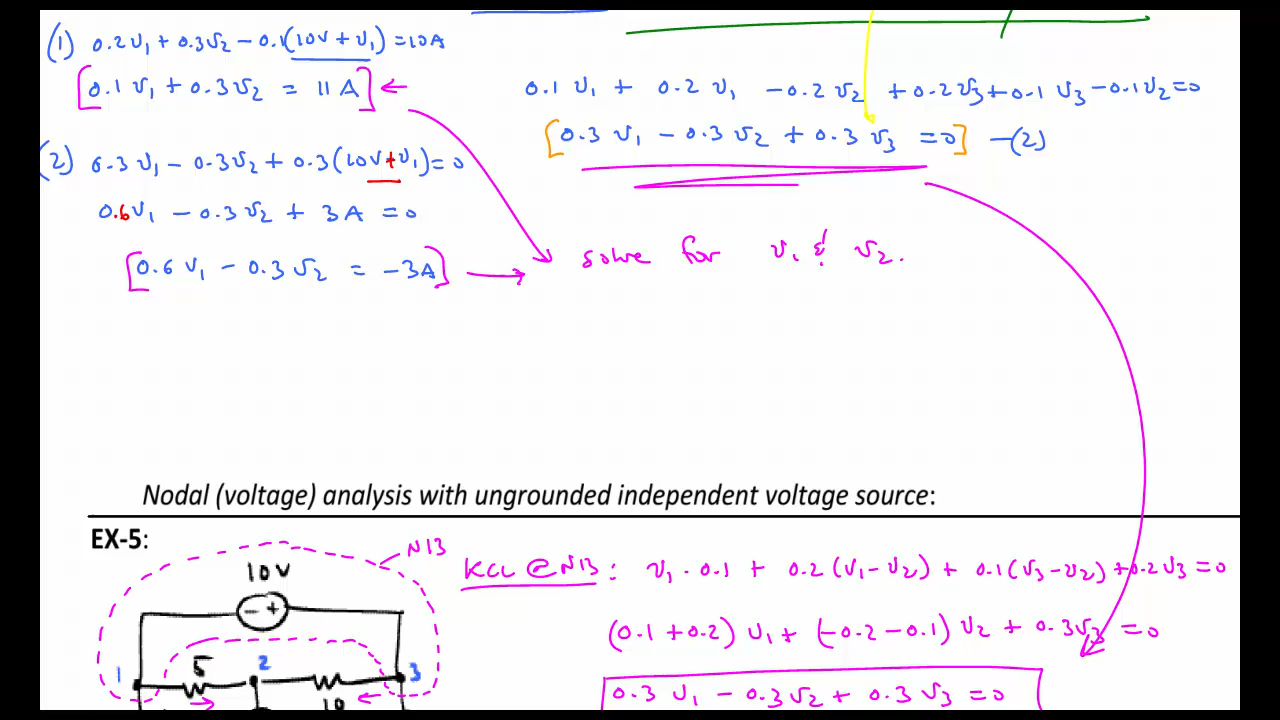 (1) 0.2 v₁ + 0.3 v₂ − 0.1(10V + v₁) = 10A
[0.1 v₁ + 0.3 v₂ = 11 A]
(2) 0.3 v₁ − 0.3 v₂ + 0.3(10V + v₁) = 0
0.6 v₁ − 0.3 v₂ + 3A = 0
[0.6 v₁ − 0.3 v₂ = −3A]
0.1 v₁ + 0.2 v₁ − 0.2 v₂ + 0.2 v₃ + 0.1 v₃ − 0.1 v₂ = 0
[0.3 v₁ − 0.3 v₂ + 0.3 v₃ = 0] −(2)
solve for v₁ & v₂.
Nodal (voltage) analysis with ungrounded independent voltage source:
EX-5:
N13
10V
− +
1
5
2
3
10
KCL @ N13 : v₁ · 0.1 + 0.2 (v₁ − v₂) + 0.1(v₃ − v₂) + 0.2 v₃ = 0
(0.1 + 0.2) v₁ + (−0.2 − 0.1) v₂ + 0.3 v₃ = 0
0.3 v₁ − 0.3 v₂ + 0.3 v₃ = 0